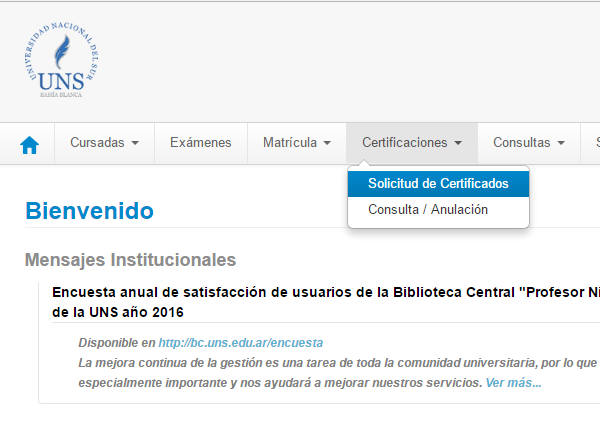 UNIVERSIDAD NACIONAL DEL SUR
UNS
BAHÍA BLANCA
Cursadas
Exámenes
Matrícula
Certificaciones
Consultas
S
Solicitud de Certificados
Consulta / Anulación
Bienvenido
Mensajes Institucionales
Encuesta anual de satisfacción de usuarios de la Biblioteca Central "Profesor Ni
de la UNS año 2016
Disponible en http://bc.uns.edu.ar/encuesta
La mejora continua de la gestión es una tarea de toda la comunidad universitaria, por lo que
especialmente importante y nos ayudará a mejorar nuestros servicios. Ver más...